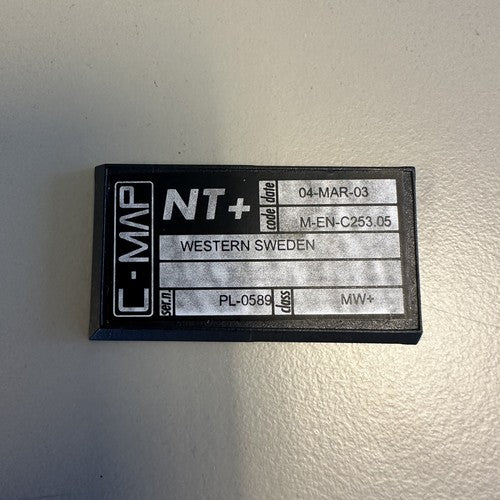 C-MAP
NT+
date 04-MAR-03
code M-EN-C253.05
WESTERN SWEDEN
ser.n. PL-0589 class MW+